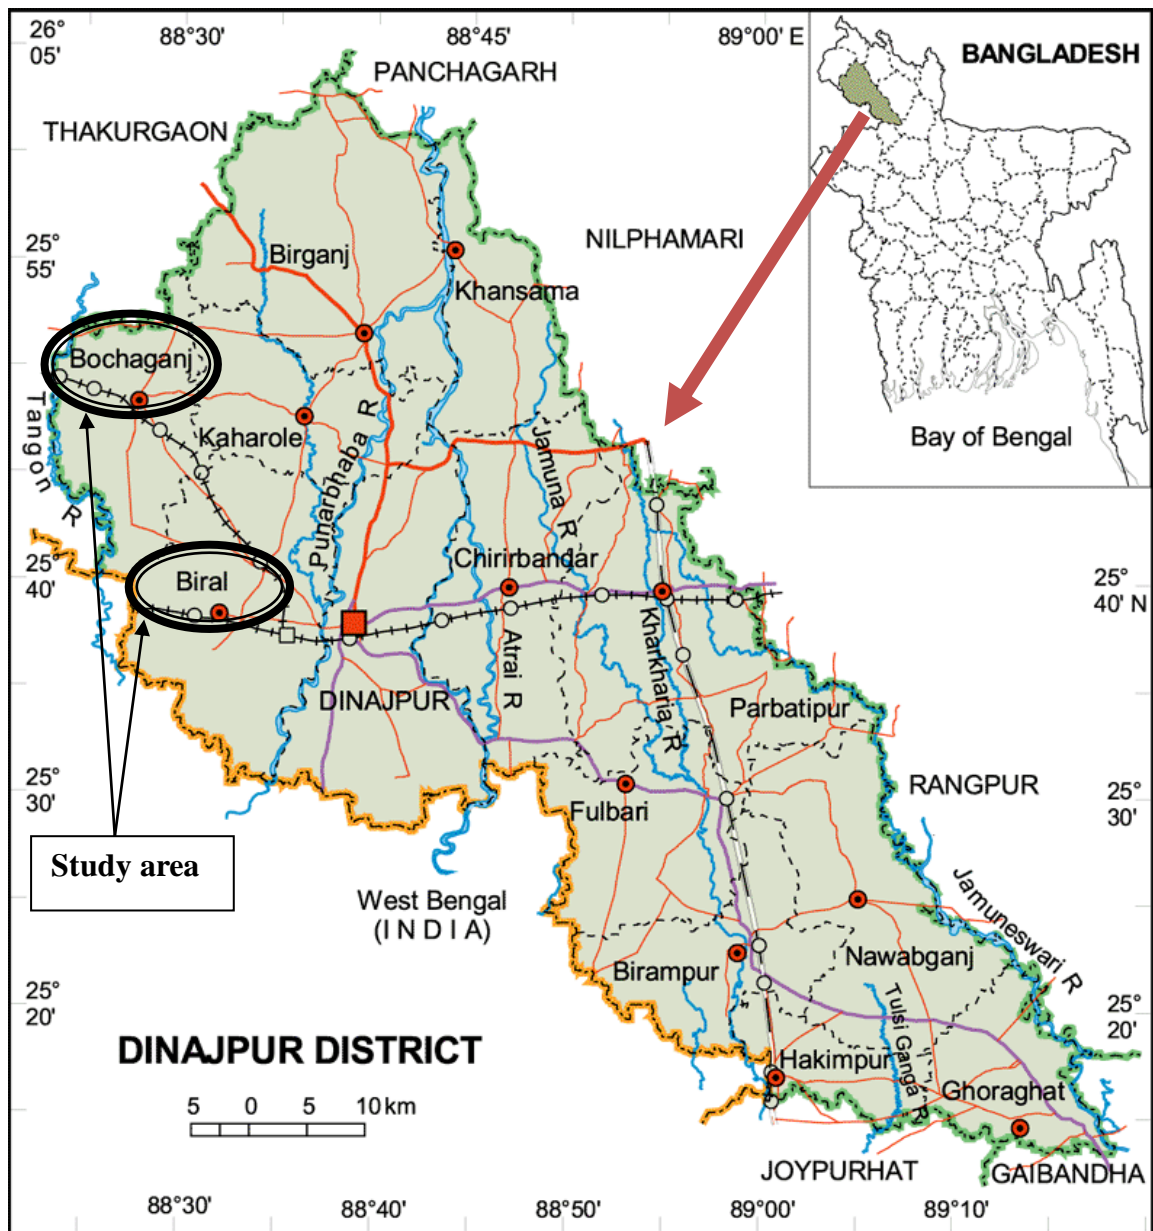 26°
05'
88°30'
88°45'
89°00' E
BANGLADESH
PANCHAGARH
THAKURGAON
NILPHAMARI
25°
55'
Birganj
Khansama
Bochaganj
Kaharole
Tangon R
Punarbhaba R
Jamuna R
Bay of Bengal
25°
40'
Biral
Chirirbandar
25°
40' N
Atrai R
Kharkharia R
DINAJPUR
Parbatipur
25°
30'
RANGPUR
25°
30'
Fulbari
Study area
West Bengal
(INDIA)
Jamuneswari R
Birampur
Nawabganj
25°
20'
Tulsi Ganga R
25°
20'
DINAJPUR DISTRICT
Hakimpur
Ghoraghat
5 0 5 10 km
JOYPURHAT
GAIBANDHA
88°30'
88°40'
88°50'
89°00'
89°10'